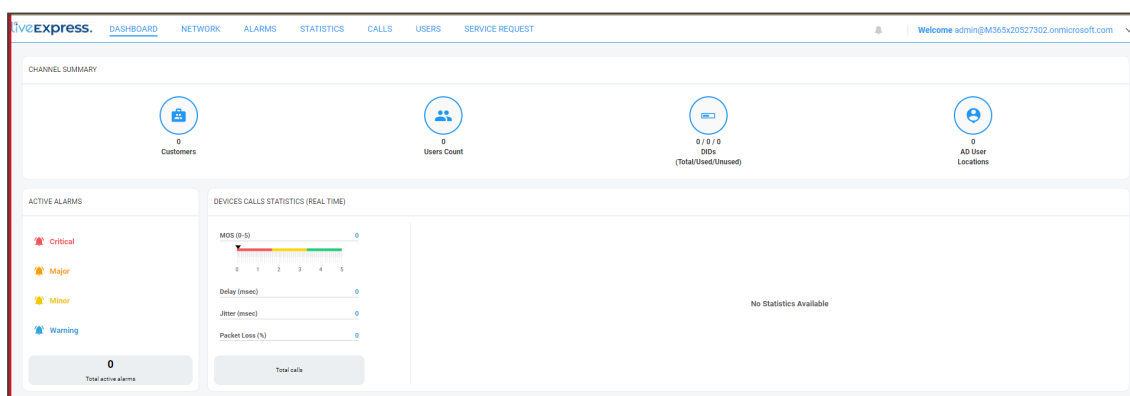 liveexpress. DASHBOARD NETWORK ALARMS STATISTICS CALLS USERS SERVICE REQUEST Welcome admin@M365x20527302.onmicrosoft.com
CHANNEL SUMMARY
0
Customers
0
Users Count
0 / 0 / 0
DIDs
(Total/Used/Unused)
0
AD User
Locations
ACTIVE ALARMS
Critical
Major
Minor
Warning
0
Total active alarms
DEVICES CALLS STATISTICS (REAL TIME)
MOS (0-5) 0
0 1 2 3 4 5
Delay (msec) 0
Jitter (msec) 0
Packet Loss (%) 0
Total calls
No Statistics Available